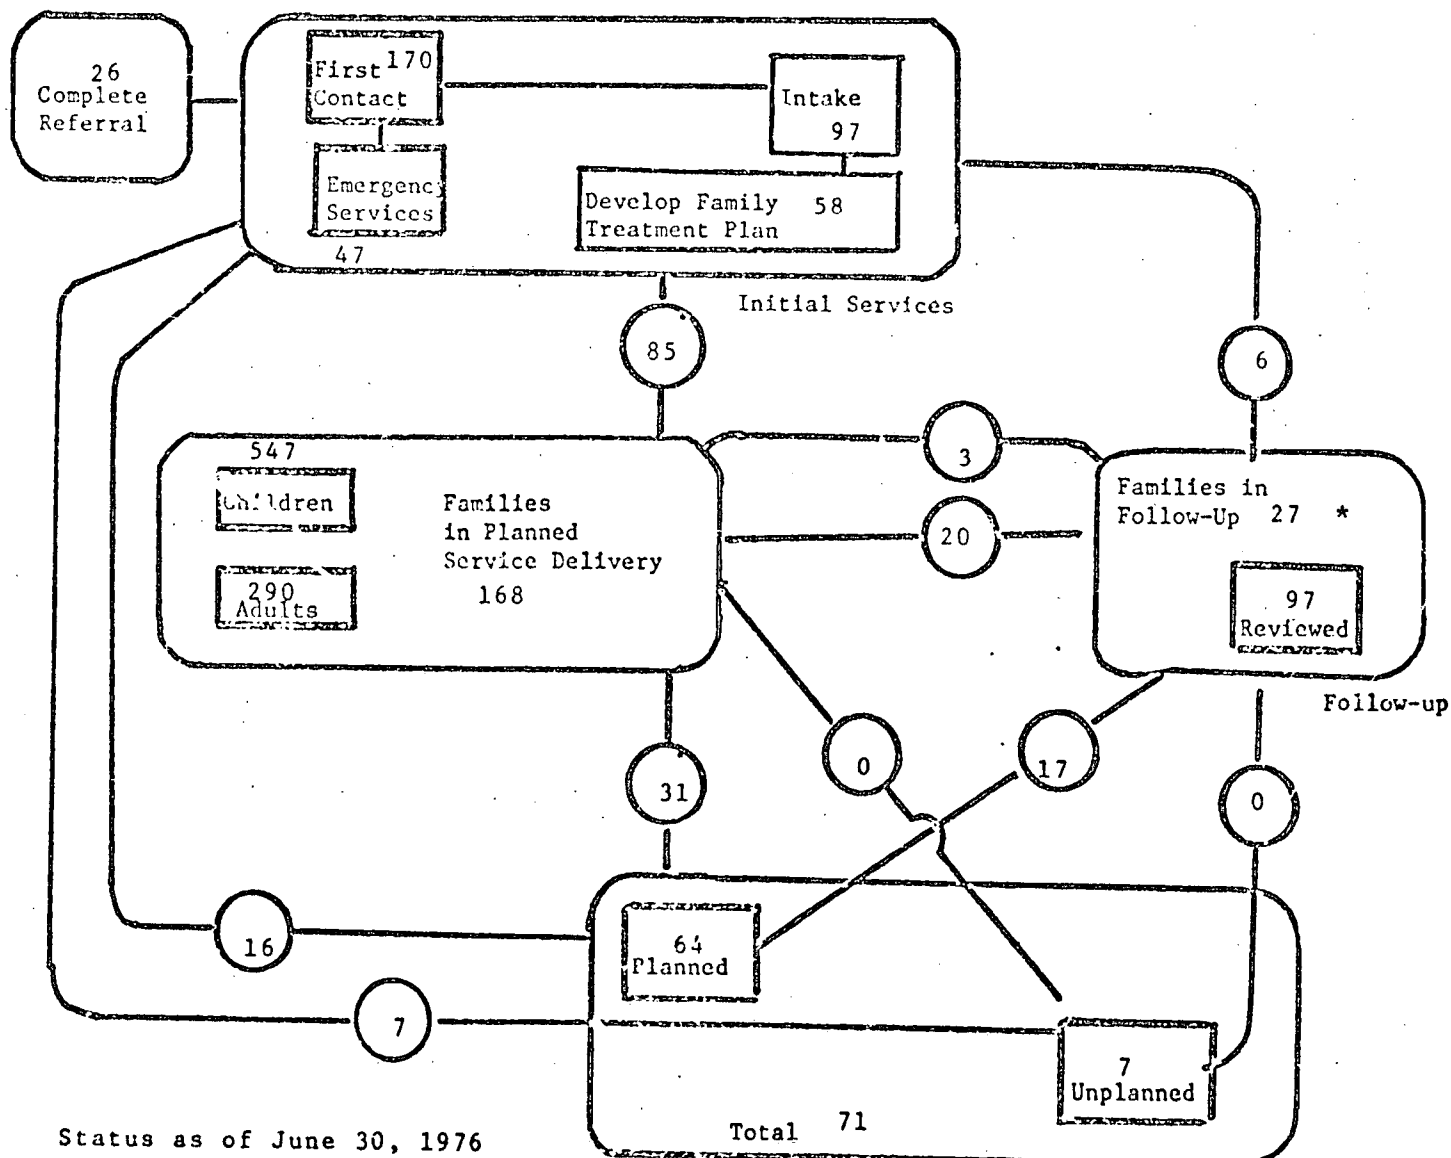 26
Complete
Referral
First 170
Contact
Intake
97
Emergency
Services
47
Develop Family 58
Treatment Plan
Initial Services
85
6
547
Children
290
Adults
Families
in Planned
Service Delivery
168
3
20
Families in
Follow-Up 27 *
97
Reviewed
Follow-up
31
0
17
0
16
7
64
Planned
7
Unplanned
Total 71
Status as of June 30, 1976